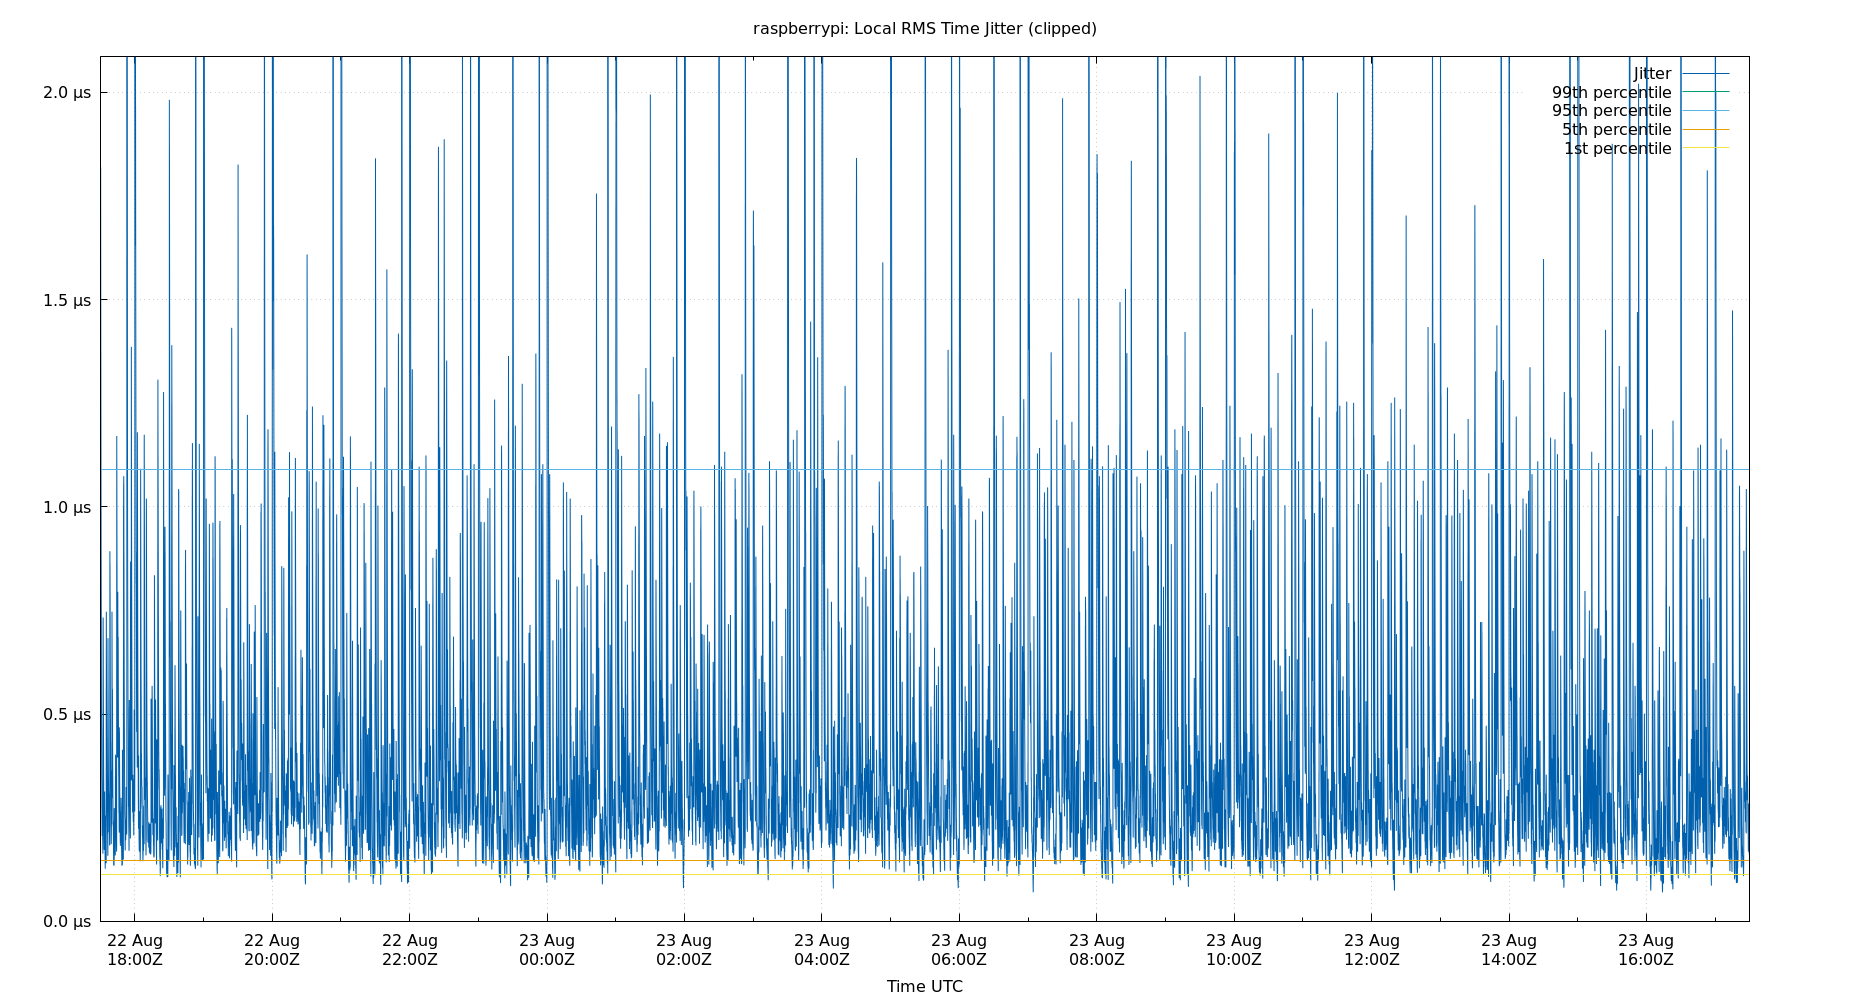 raspberrypi: Local RMS Time Jitter (clipped)
Jitter
99th percentile
95th percentile
5th percentile
1st percentile
2.0 µs
1.5 µs
1.0 µs
0.5 µs
0.0 µs
22 Aug 22 Aug 22 Aug 23 Aug 23 Aug 23 Aug 23 Aug 23 Aug 23 Aug 23 Aug 23 Aug 23 Aug
18:00Z 20:00Z 22:00Z 00:00Z 02:00Z 04:00Z 06:00Z 08:00Z 10:00Z 12:00Z 14:00Z 16:00Z
Time UTC